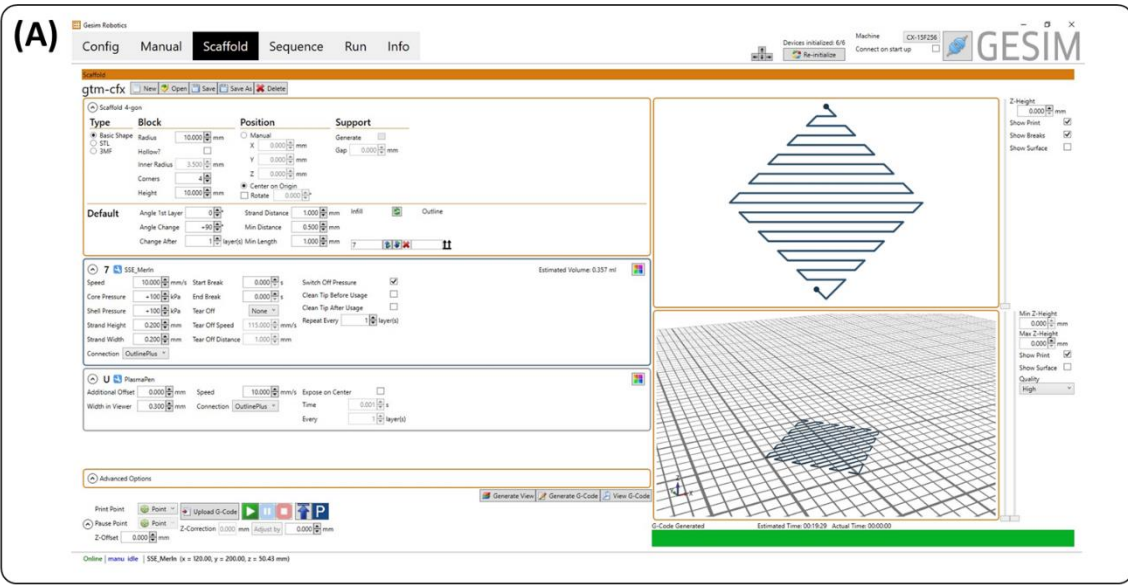 (A)
Gesim Robotics
Config Manual Scaffold Sequence Run Info
Devices initialized: 6/6
Re-initialize
Machine CX-15F256
Connect on start up
GESIM
Scaffold
gtm-cfx New Open Save Save As Delete
Scaffold 4-gon
Type Block Position Support
Basic Shape Radius 10.000 mm Manual Generate
STL Hollow? X 0.000 mm Gap 0.000 mm
3MF Inner Radius 3.500 mm Y 0.000 mm
Corners 4 Z 0.000 mm
Center on Origin
Height 10.000 mm Rotate 0.000 °
Default Angle 1st Layer 0 ° Strand Distance 1.000 mm Infill Outline
Angle Change +90 ° Min Distance 0.500 mm
Change After 1 layer(s) Min Length 1.000 mm 7
7 SSE_Merln Estimated Volume: 0.357 ml
Speed 10.000 mm/s Start Break 0.000 s Switch Off Pressure
Core Pressure +100 kPa End Break 0.000 s Clean Tip Before Usage
Shell Pressure +100 kPa Tear Off None Clean Tip After Usage
Strand Height 0.200 mm Tear Off Speed 115.000 mm/s Repeat Every 1 layer(s)
Strand Width 0.200 mm Tear Off Distance 1.000 mm
Connection OutlinePlus
U PlasmaPen
Additional Offset 0.000 mm Speed 10.000 mm/s Expose on Center
Width in Viewer 0.300 mm Connection OutlinePlus Time 0.001 s
Every 1 layer(s)
Advanced Options
Generate View Generate G-Code View G-Code
Print Point Point Upload G-Code P
Pause Point Point Z-Correction 0.000 mm Adjust by 0.000 mm
Z-Offset 0.000 mm
Z-Height
0.000 mm
Show Print
Show Breaks
Show Surface
Min Z-Height
0.000 mm
Max Z-Height
0.000 mm
Show Print
Show Surface
Quality
High
Z
X
G-Code Generated Estimated Time: 00:19:29 Actual Time: 00:00:00
Online manu idle SSE_Merln (x = 120.00, y = 200.00, z = 50.43 mm)